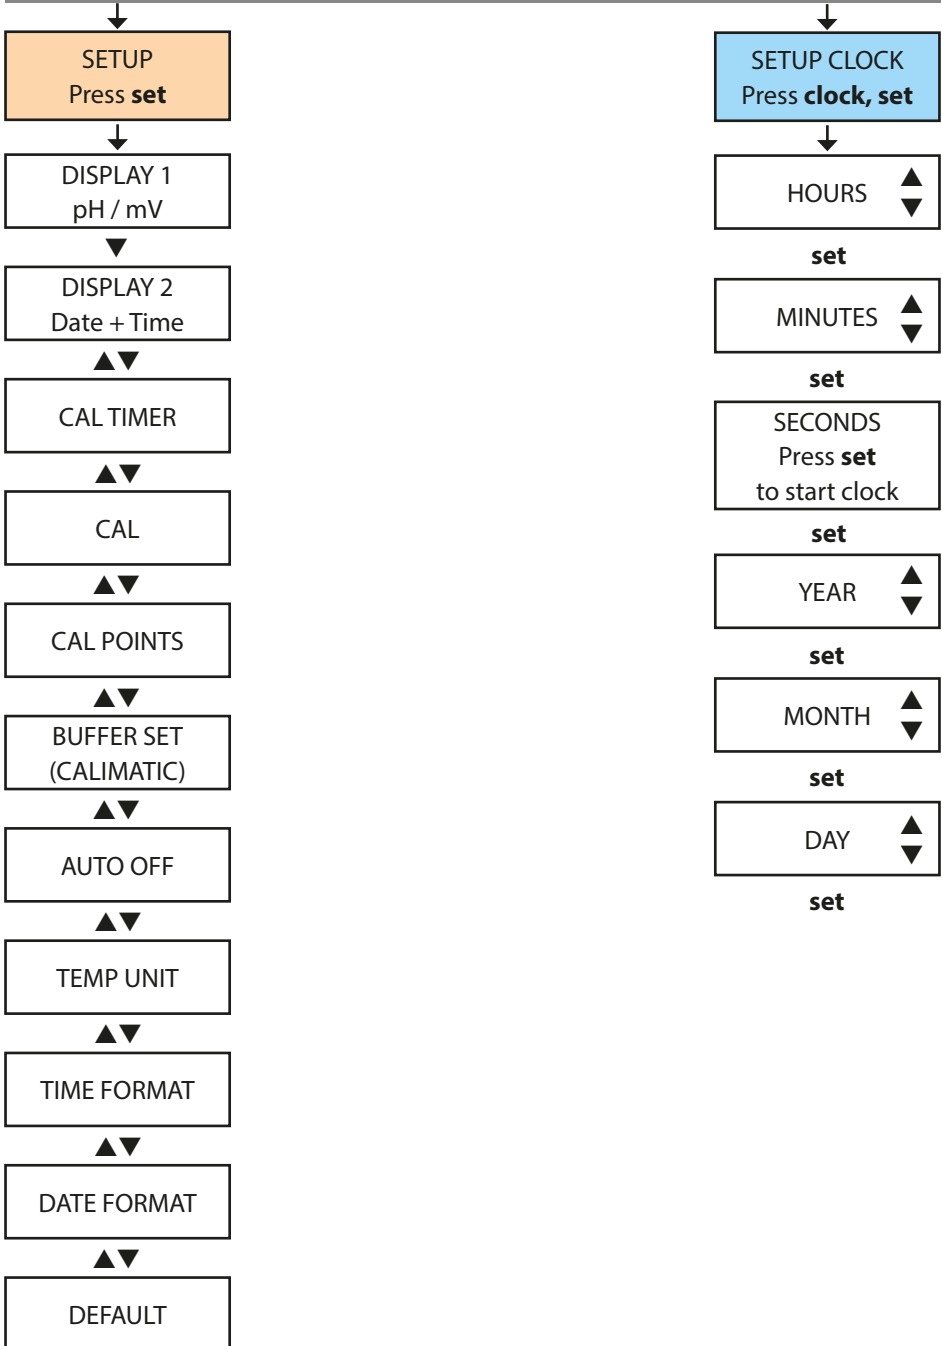 SETUP
Press set
DISPLAY 1
pH / mV
DISPLAY 2
Date + Time
CAL TIMER
CAL
CAL POINTS
BUFFER SET
(CALIMATIC)
AUTO OFF
TEMP UNIT
TIME FORMAT
DATE FORMAT
DEFAULT
SETUP CLOCK
Press clock, set
HOURS
set
MINUTES
set
SECONDS
Press set
to start clock
set
YEAR
set
MONTH
set
DAY
set